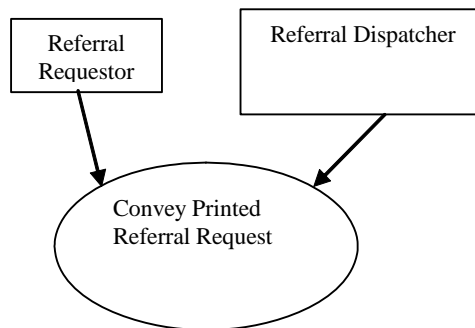 Referral
Requestor
Referral Dispatcher
Convey Printed
Referral Request